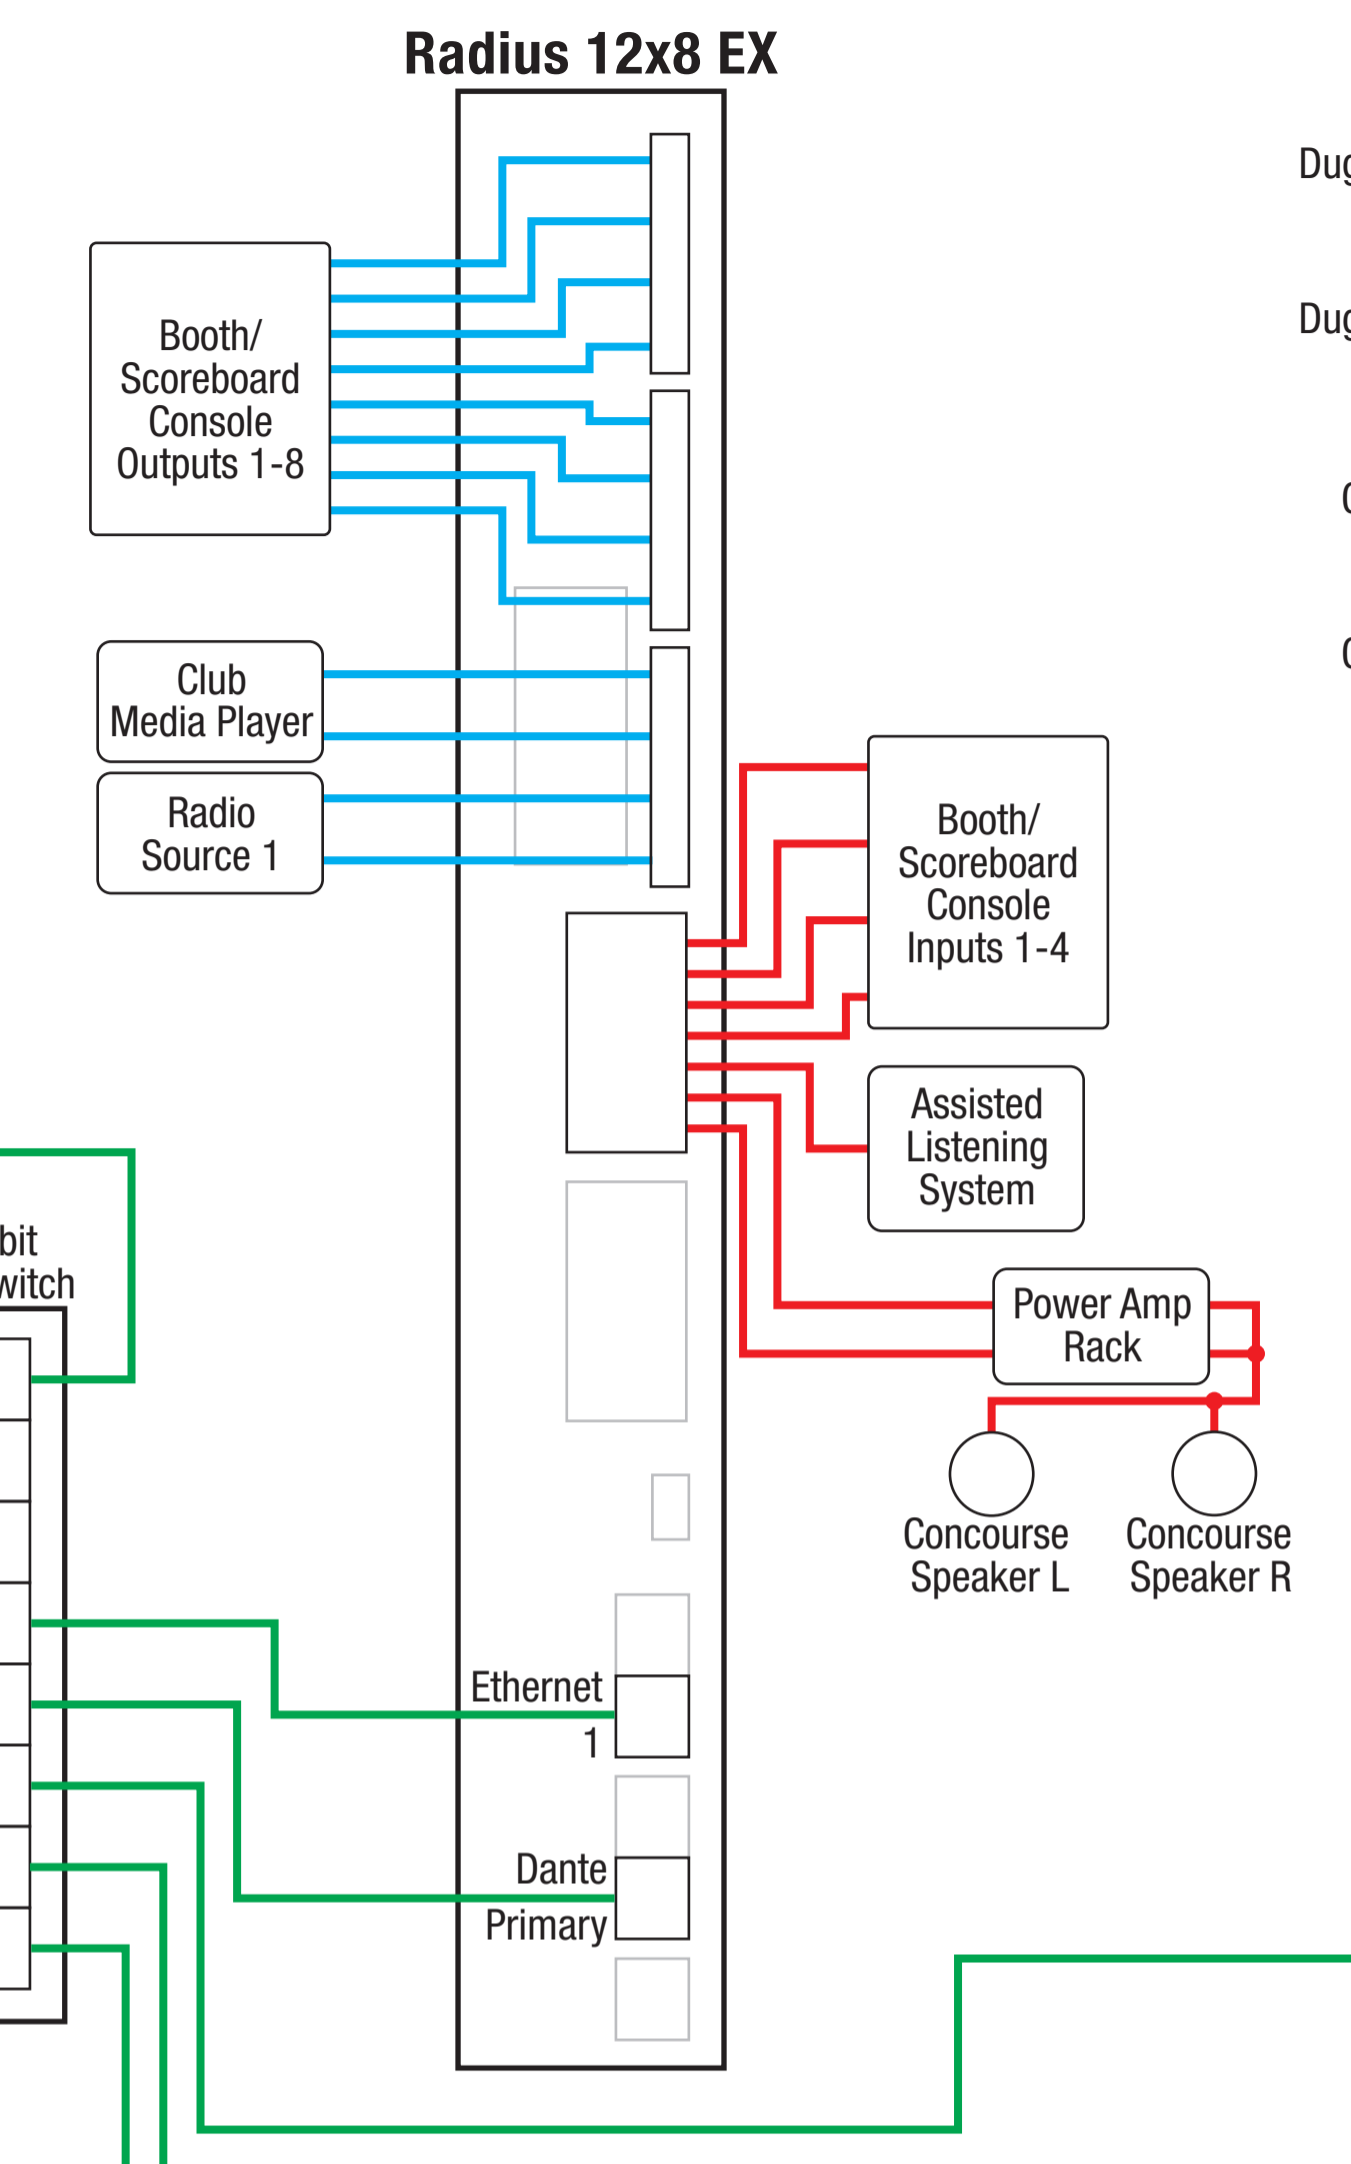 Radius 12x8 EX
Booth/
Scoreboard
Console
Outputs 1-8
Club
Media Player
Radio
Source 1
Booth/
Scoreboard
Console
Inputs 1-4
Assisted
Listening
System
Power Amp
Rack
Concourse
Speaker L
Concourse
Speaker R
Ethernet
1
Dante
Primary